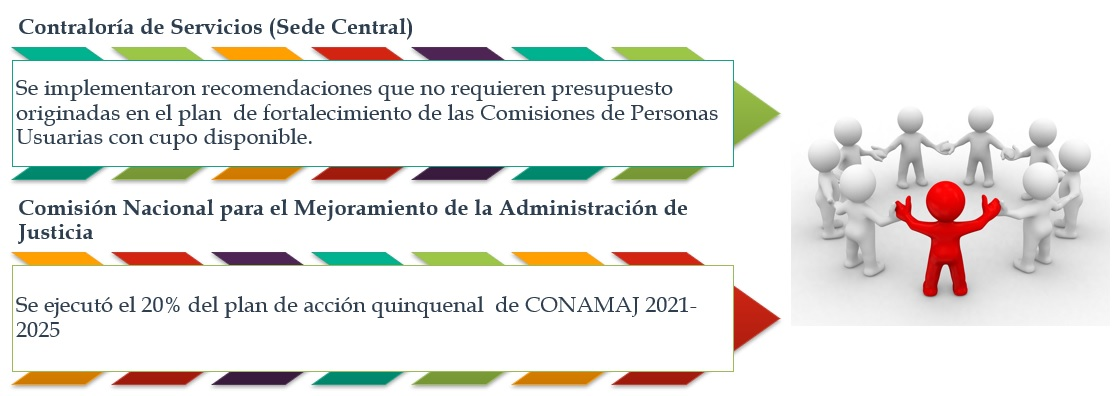 Contraloría de Servicios (Sede Central)
Se implementaron recomendaciones que no requieren presupuesto
originadas en el plan de fortalecimiento de las Comisiones de Personas
Usuarias con cupo disponible.
Comisión Nacional para el Mejoramiento de la Administración de
Justicia
Se ejecutó el 20% del plan de acción quinquenal de CONAMAJ 2021-
2025